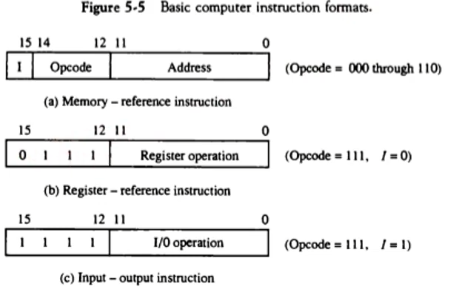 Figure 5-5 Basic computer instruction formats.
15 14 12 11 0
I Opcode Address (Opcode = 000 through 110)
(a) Memory – reference instruction
15 12 11 0
0 1 1 1 Register operation (Opcode = 111, I = 0)
(b) Register – reference instruction
15 12 11 0
1 1 1 1 I/0 operation (Opcode = 111, I = 1)
(c) Input – output instruction